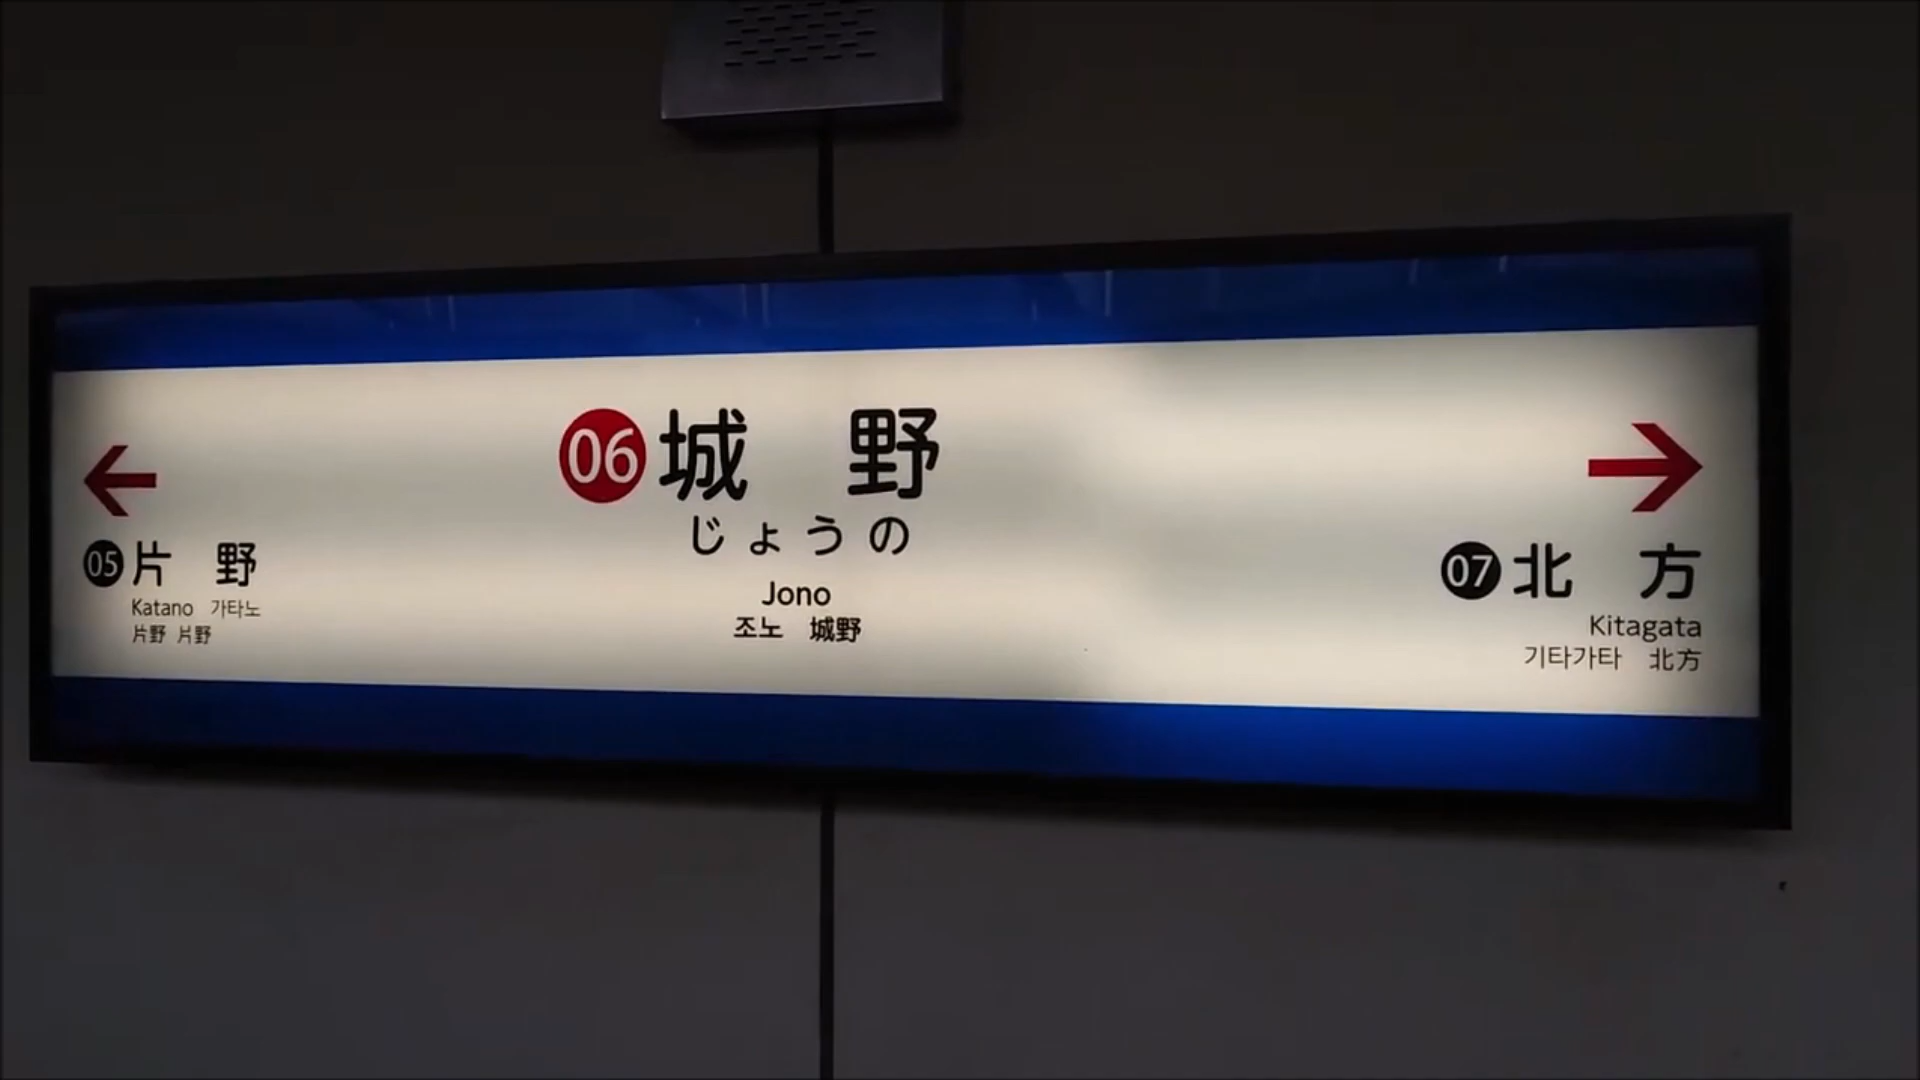 06 城 野
じょうの
Jono
조노 城野
05 片 野
Katano 가타노
片野 片野
07 北 方
Kitagata
기타가타 北方